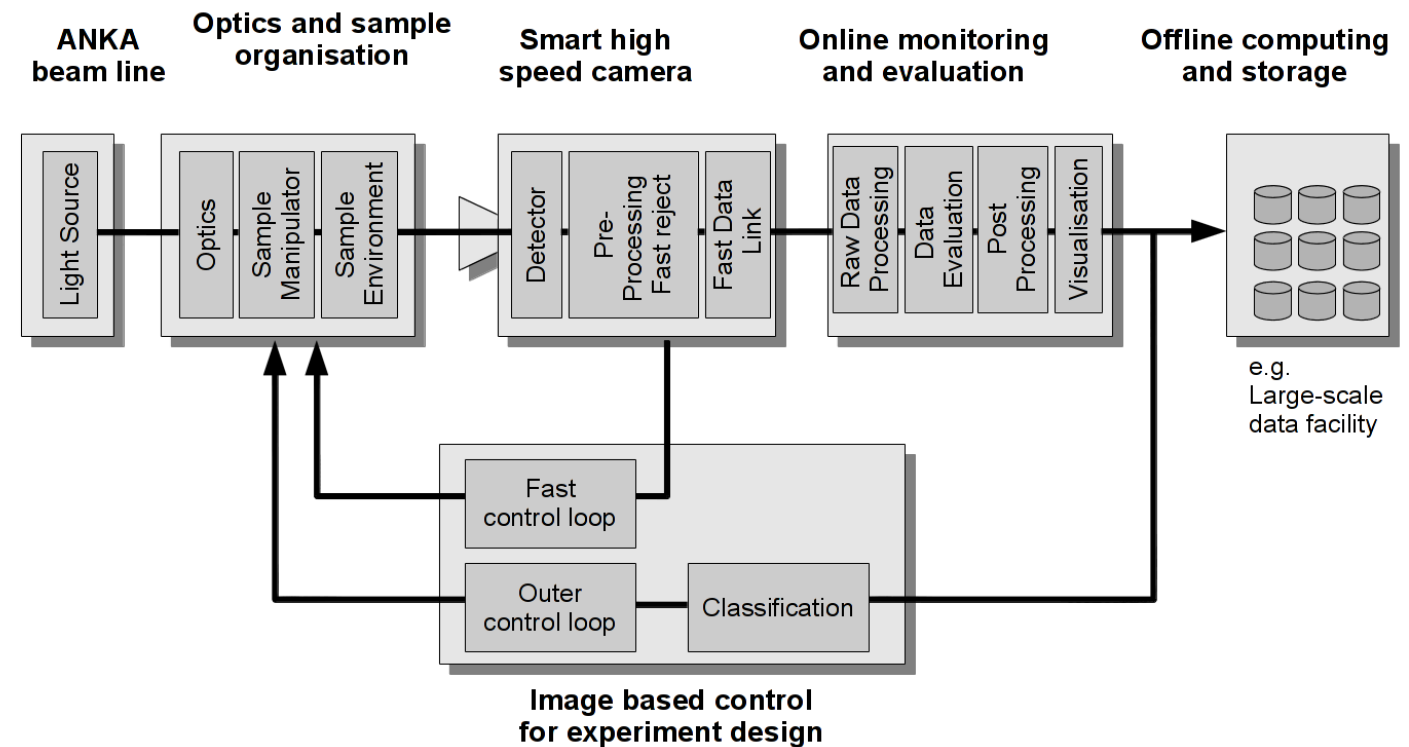 ANKA
beam line
Optics and sample
organisation
Smart high
speed camera
Online monitoring
and evaluation
Offline computing
and storage
Light Source
Optics
Sample
Manipulator
Sample
Environment
Detector
Pre-
Processing
Fast reject
Fast Data
Link
Raw Data
Processing
Data
Evaluation
Post
Processing
Visualisation
e.g.
Large-scale
data facility
Fast
control loop
Outer
control loop
Classification
Image based control
for experiment design